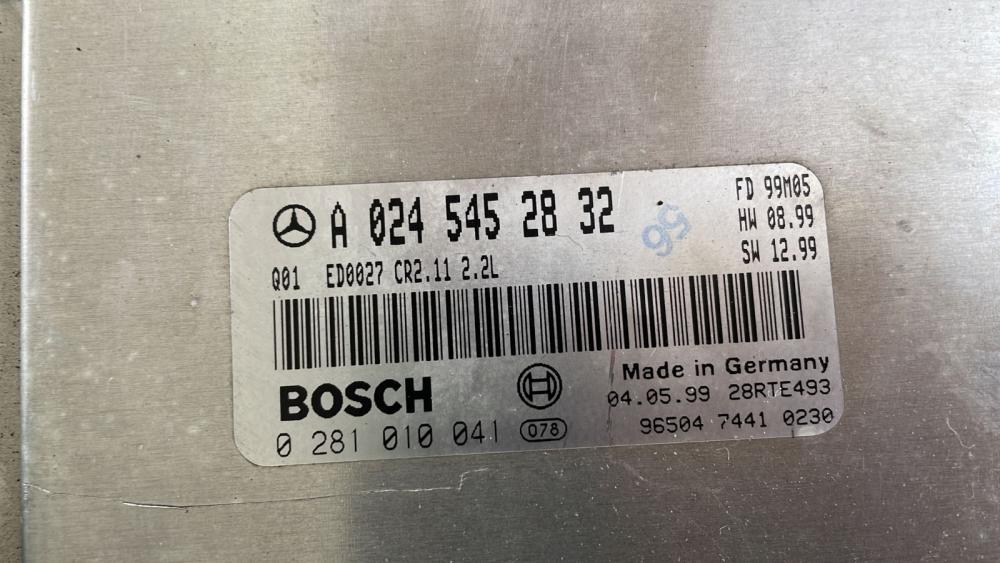 A 024 545 28 32
FD 99M05
HW 08.99
SW 12.99
56
Q01 ED0027 CR2.11 2.2L
BOSCH
Made in Germany
04.05.99 28RTE493
0 281 010 041 078
96504 7441 0230